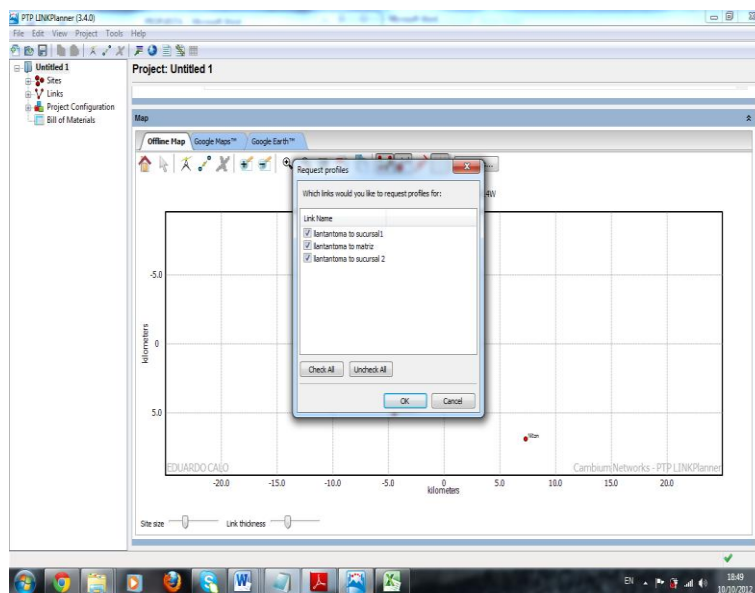 PTP LINKPlanner (3.4.0)
File Edit View Project Tools Help
Untitled 1
Sites
Links
Project Configuration
Bill of Materials
Project: Untitled 1
Map
Offline Map Google Maps™ Google Earth™
Request profiles
Which links would you like to request profiles for:
Link Name
llantantoma to sucursal1
llantantoma to matriz
llantantoma to sucursal 2
Check All Uncheck All
OK Cancel
-5.0
0
5.0
kilometers
EDUARDO CALO
Cambium Networks - PTP LINKPlanner
-20.0 -15.0 -10.0 -5.0 0 5.0 10.0 15.0 20.0
kilometers
Site size Link thickness
EN
18:49
10/10/2012